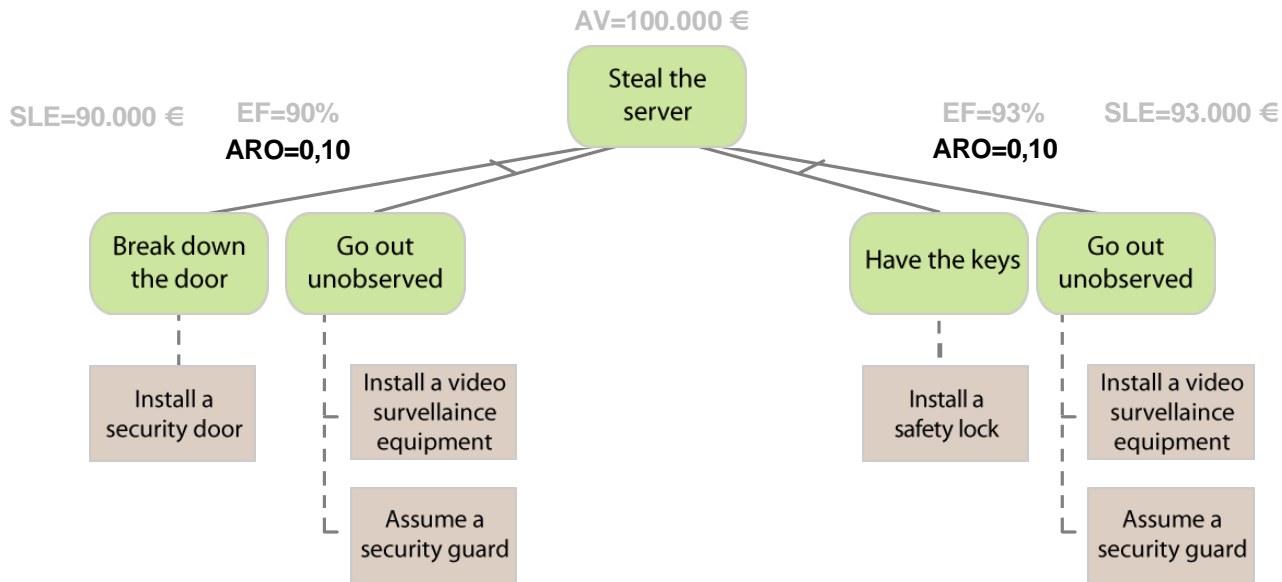 AV=100.000 €
Steal the
server
SLE=90.000 €
EF=90%
ARO=0,10
EF=93%
SLE=93.000 €
ARO=0,10
Break down
the door
Go out
unobserved
Have the keys
Go out
unobserved
Install a
security door
Install a video
survellaince
equipment
Install a
safety lock
Install a video
survellaince
equipment
Assume a
security guard
Assume a
security guard